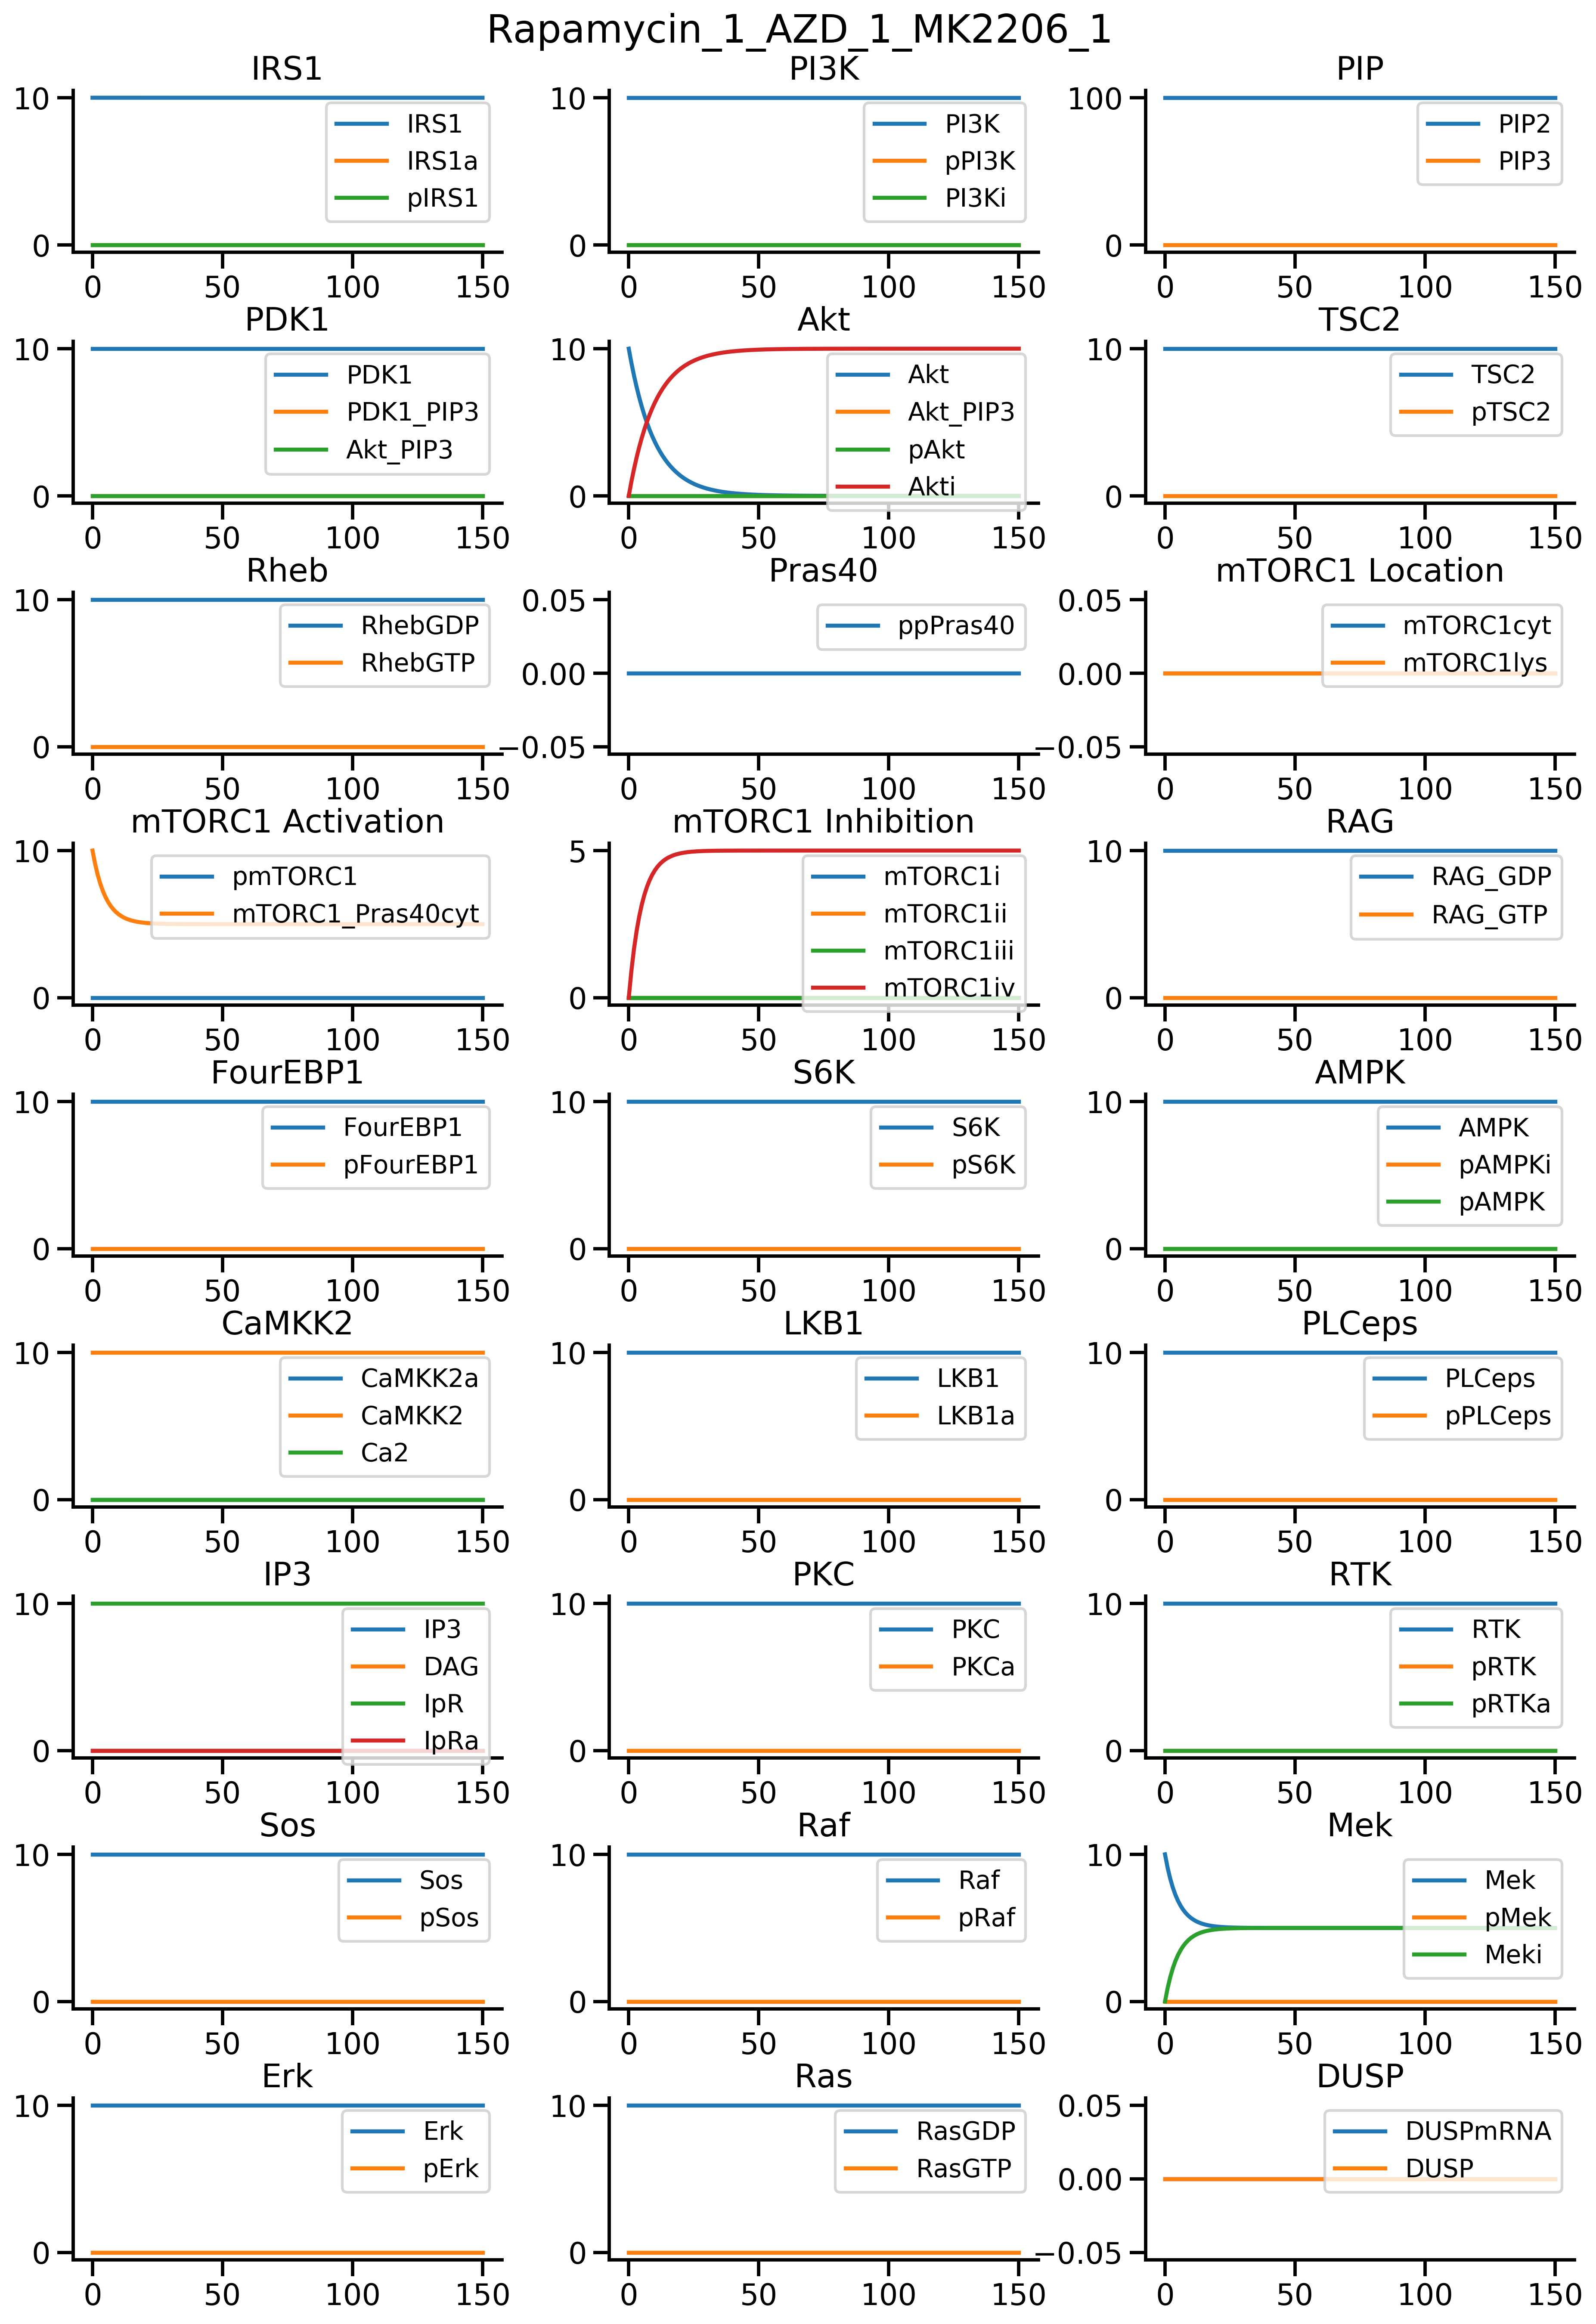 Rapamycin_1_AZD_1_MK2206_1
IRS1
10
0
0 50 100 150
IRS1
IRS1a
pIRS1
PI3K
10
0
0 50 100 150
PI3K
pPI3K
PI3Ki
PIP
100
0
0 50 100 150
PIP2
PIP3
PDK1
10
0
0 50 100 150
PDK1
PDK1_PIP3
Akt_PIP3
Akt
10
0
0 50 100 150
Akt
Akt_PIP3
pAkt
Akti
TSC2
10
0
0 50 100 150
TSC2
pTSC2
Rheb
10
0
0 50 100 150
RhebGDP
RhebGTP
Pras40
0.05
0.00
−0.05
0 50 100 150
ppPras40
mTORC1 Location
0.05
0.00
−0.05
0 50 100 150
mTORC1cyt
mTORC1lys
mTORC1 Activation
10
0
0 50 100 150
pmTORC1
mTORC1_Pras40cyt
mTORC1 Inhibition
5
0
0 50 100 150
mTORC1i
mTORC1ii
mTORC1iii
mTORC1iv
RAG
10
0
0 50 100 150
RAG_GDP
RAG_GTP
FourEBP1
10
0
0 50 100 150
FourEBP1
pFourEBP1
S6K
10
0
0 50 100 150
S6K
pS6K
AMPK
10
0
0 50 100 150
AMPK
pAMPKi
pAMPK
CaMKK2
10
0
0 50 100 150
CaMKK2a
CaMKK2
Ca2
LKB1
10
0
0 50 100 150
LKB1
LKB1a
PLCeps
10
0
0 50 100 150
PLCeps
pPLCeps
IP3
10
0
0 50 100 150
IP3
DAG
IpR
IpRa
PKC
10
0
0 50 100 150
PKC
PKCa
RTK
10
0
0 50 100 150
RTK
pRTK
pRTKa
Sos
10
0
0 50 100 150
Sos
pSos
Raf
10
0
0 50 100 150
Raf
pRaf
Mek
10
0
0 50 100 150
Mek
pMek
Meki
Erk
10
0
0 50 100 150
Erk
pErk
Ras
10
0
0 50 100 150
RasGDP
RasGTP
DUSP
0.05
0.00
−0.05
0 50 100 150
DUSPmRNA
DUSP